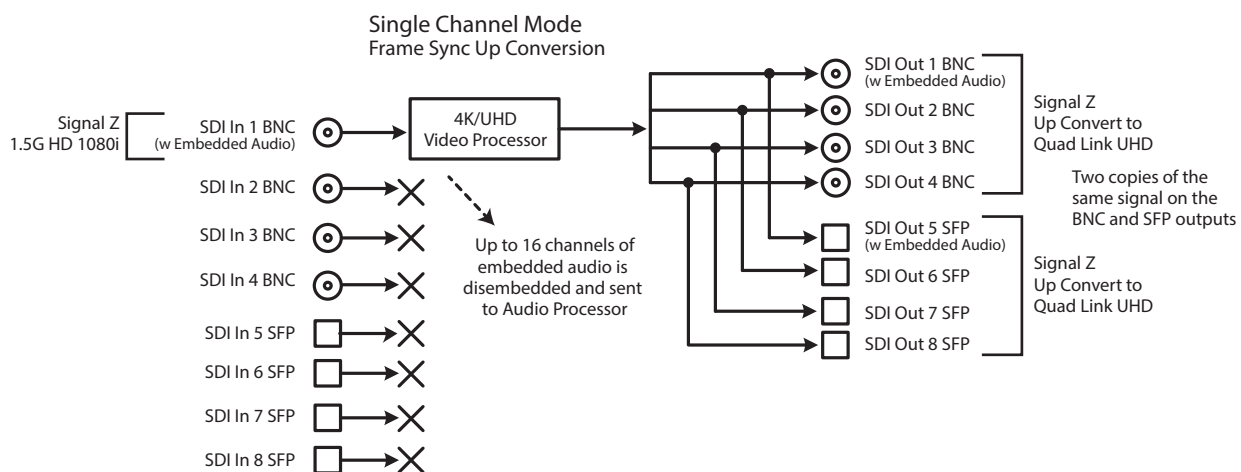 Single Channel Mode
Frame Sync Up Conversion
Signal Z
1.5G HD 1080i
SDI In 1 BNC
(w Embedded Audio)
SDI In 2 BNC
SDI In 3 BNC
SDI In 4 BNC
SDI In 5 SFP
SDI In 6 SFP
SDI In 7 SFP
SDI In 8 SFP
4K/UHD
Video Processor
Up to 16 channels of
embedded audio is
disembedded and sent
to Audio Processor
SDI Out 1 BNC
(w Embedded Audio)
SDI Out 2 BNC
SDI Out 3 BNC
SDI Out 4 BNC
SDI Out 5 SFP
(w Embedded Audio)
SDI Out 6 SFP
SDI Out 7 SFP
SDI Out 8 SFP
Signal Z
Up Convert to
Quad Link UHD
Two copies of the
same signal on the
BNC and SFP outputs
Signal Z
Up Convert to
Quad Link UHD